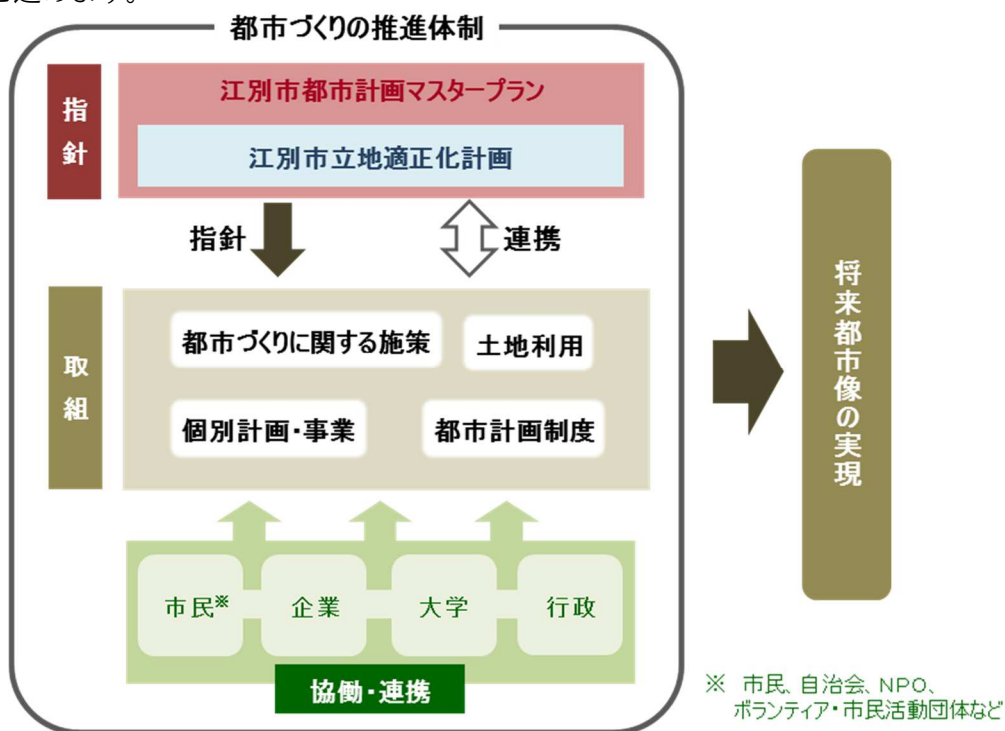 都市づくりの推進体制
指針
江別市都市計画マスタープラン
江別市立地適正化計画
指針
連携
取組
都市づくりに関する施策
土地利用
個別計画・事業
都市計画制度
市民※
企業
大学
行政
協働・連携
将来都市像の実現
※ 市民、自治会、NPO、
ボランティア・市民活動団体など